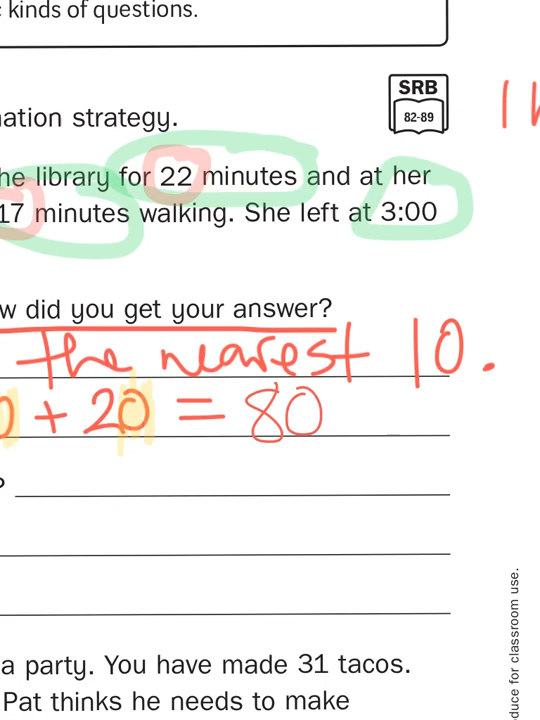 kinds of questions.
SRB
82-89
ation strategy.
he library for 22 minutes and at her
17 minutes walking. She left at 3:00
w did you get your answer?
the nearest 10.
0 + 20 = 80
?
a party. You have made 31 tacos.
Pat thinks he needs to make
duce for classroom use.